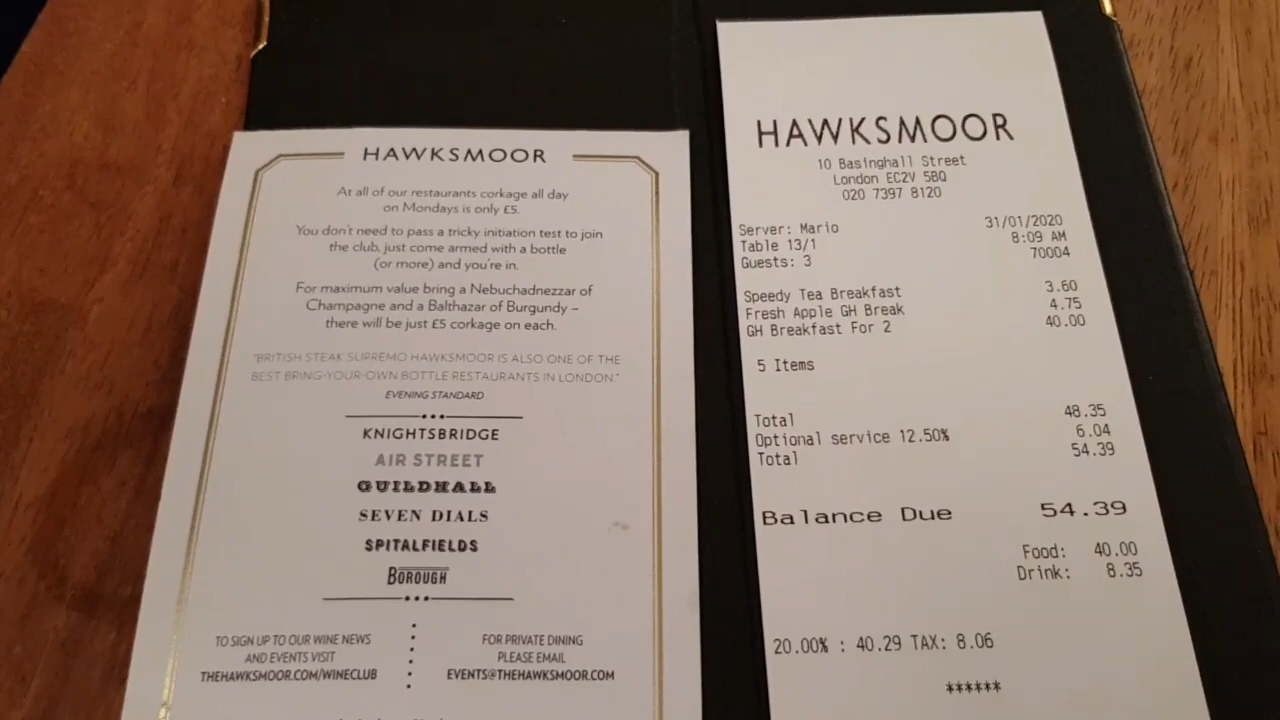 HAWKSMOOR
At all of our restaurants corkage all day
on Mondays is only £5.
You don't need to pass a tricky initiation test to join
the club, just come armed with a bottle
(or more) and you're in.
For maximum value bring a Nebuchadnezzar of
Champagne and a Balthazar of Burgundy –
there will be just £5 corkage on each.
"BRITISH STEAK SUPREMO HAWKSMOOR IS ALSO ONE OF THE
BEST BRING-YOUR-OWN BOTTLE RESTAURANTS IN LONDON."
EVENING STANDARD
KNIGHTSBRIDGE
AIR STREET
GUILDHALL
SEVEN DIALS
SPITALFIELDS
BOROUGH
TO SIGN UP TO OUR WINE NEWS
AND EVENTS VISIT
THEHAWKSMOOR.COM/WINECLUB
FOR PRIVATE DINING
PLEASE EMAIL
EVENTS@THEHAWKSMOOR.COM
HAWKSMOOR
10 Basinghall Street
London EC2V 5BQ
020 7397 8120
Server: Mario 31/01/2020
Table 13/1 8:09 AM
Guests: 3 70004
Speedy Tea Breakfast 3.60
Fresh Apple GH Break 4.75
GH Breakfast For 2 40.00
5 Items
Total 48.35
Optional service 12.50% 6.04
Total 54.39
Balance Due 54.39
Food: 40.00
Drink: 8.35
20.00% : 40.29 TAX: 8.06
******